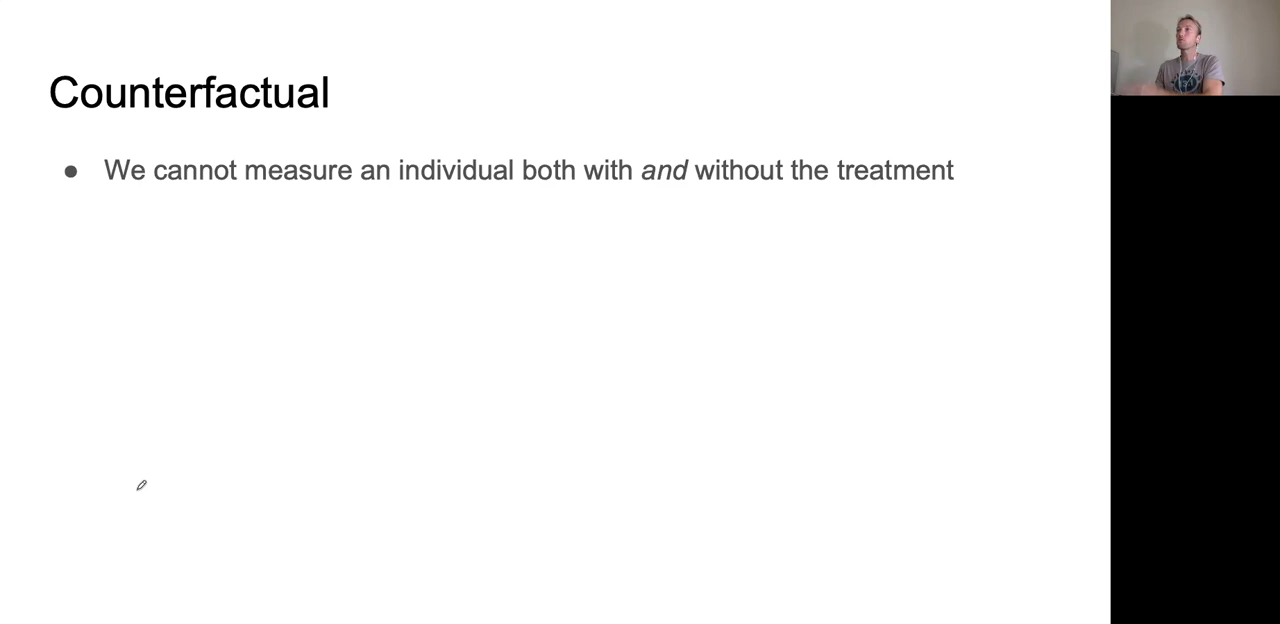 Counterfactual
● We cannot measure an individual both with and without the treatment